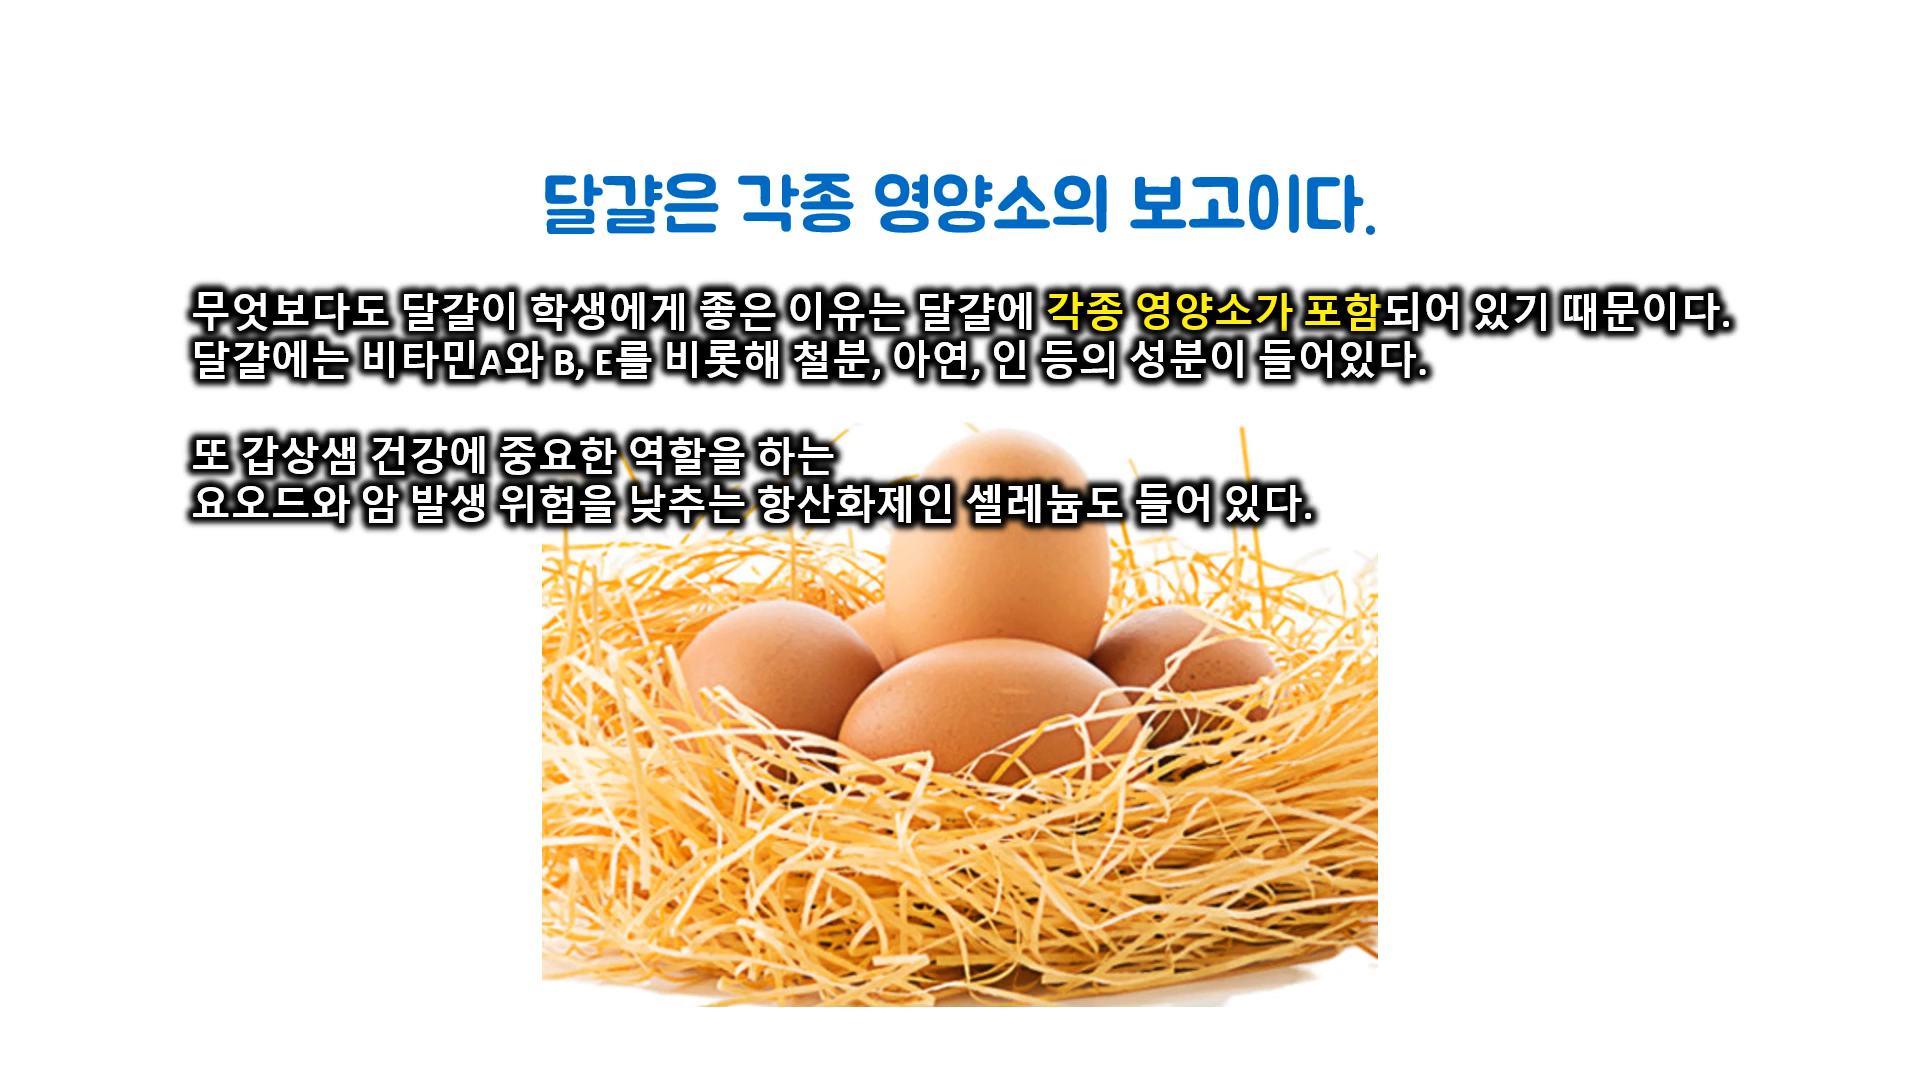 달걀은 각종 영양소의 보고이다.
무엇보다도 달걀이 학생에게 좋은 이유는 달걀에 각종 영양소가 포함되어 있기 때문이다.
달걀에는 비타민A와 B, E를 비롯해 철분, 아연, 인 등의 성분이 들어있다.
또 갑상샘 건강에 중요한 역할을 하는
요오드와 암 발생 위험을 낮추는 항산화제인 셀레늄도 들어 있다.